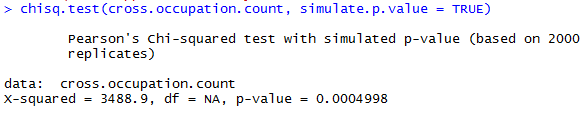 > chisq.test(cross.occupation.count, simulate.p.value = TRUE)
Pearson's Chi-squared test with simulated p-value (based on 2000
replicates)
data:  cross.occupation.count
X-squared = 3488.9, df = NA, p-value = 0.0004998